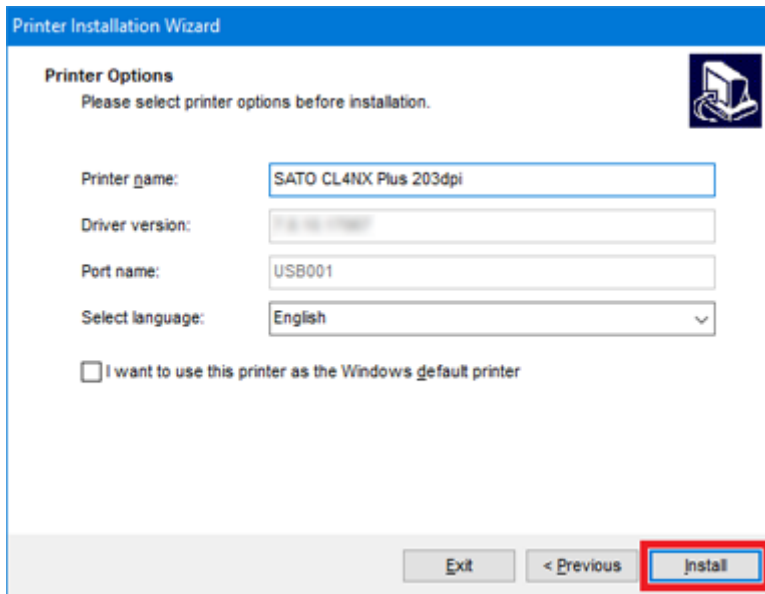 Printer Installation Wizard
Printer Options
Please select printer options before installation.
Printer name: SATO CL4NX Plus 203dpi
Driver version:
Port name: USB001
Select language: English
I want to use this printer as the Windows default printer
Exit < Previous Install